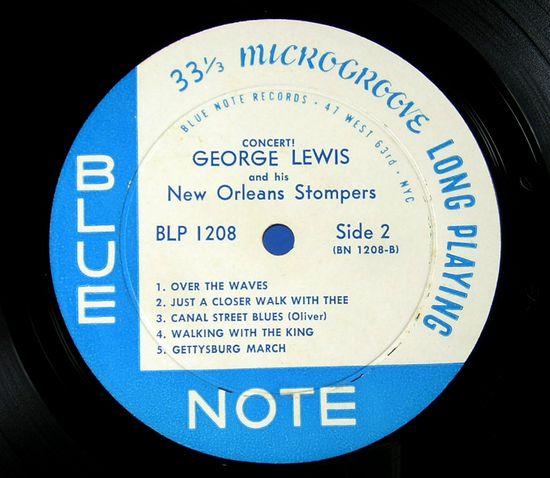 33 1/3 MICROGROOVE LONG PLAYING
BLUE NOTE RECORDS · 47 WEST 63rd · NYC
CONCERT!
GEORGE LEWIS
and his
New Orleans Stompers
BLP 1208
Side 2
(BN 1208-B)
1. OVER THE WAVES
2. JUST A CLOSER WALK WITH THEE
3. CANAL STREET BLUES (Oliver)
4. WALKING WITH THE KING
5. GETTYSBURG MARCH
BLUE
NOTE